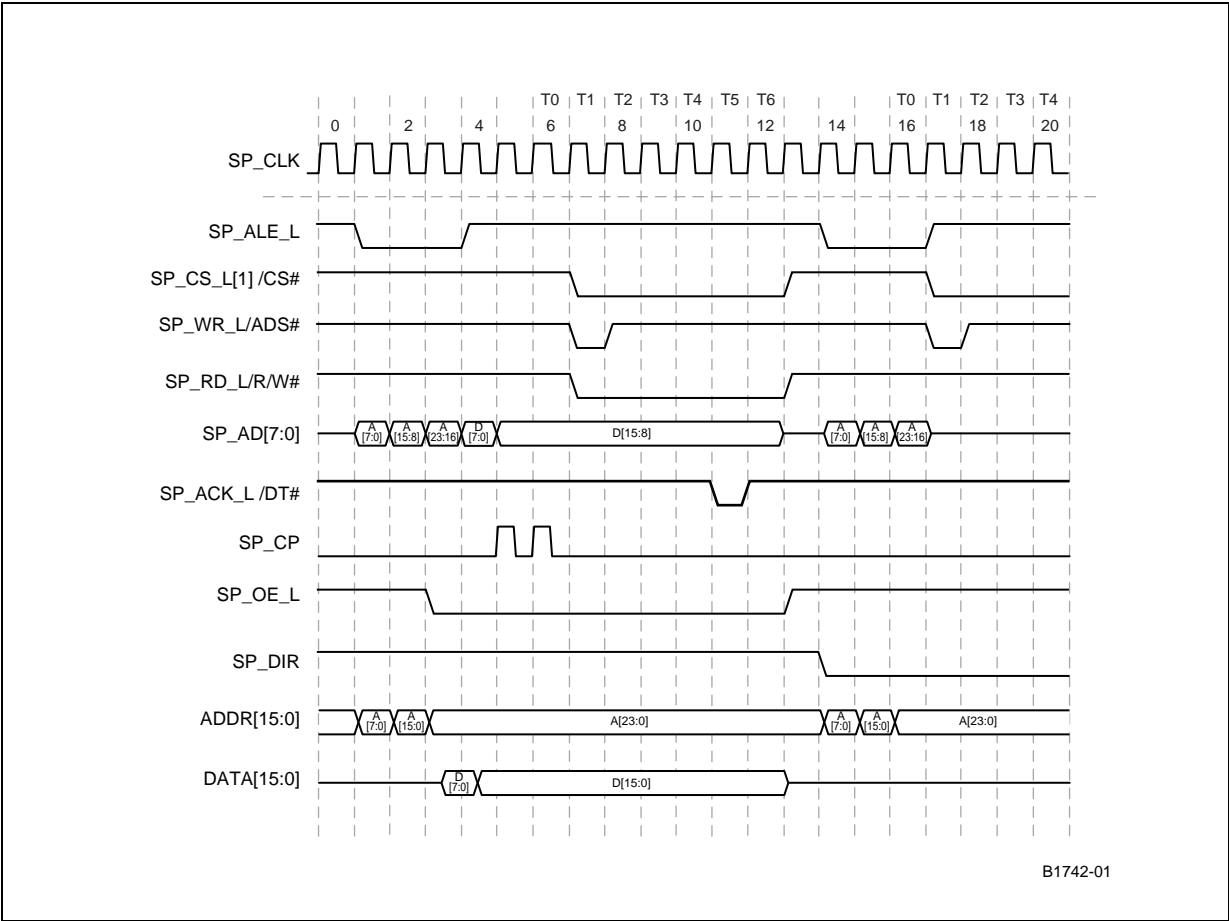 T0 T1 T2 T3 T4 T5 T6 T0 T1 T2 T3 T4
0 2 4 6 8 10 12 14 16 18 20
SP_CLK
SP_ALE_L
SP_CS_L[1] /CS#
SP_WR_L/ADS#
SP_RD_L/R/W#
SP_AD[7:0] A [7:0] A [15:8] A [23:16] D [7:0] D[15:8] A [7:0] A [15:8] A [23:16]
SP_ACK_L /DT#
SP_CP
SP_OE_L
SP_DIR
ADDR[15:0] A [7:0] A [15:0] A[23:0] A [7:0] A [15:0] A[23:0]
DATA[15:0] D [7:0] D[15:0]
B1742-01